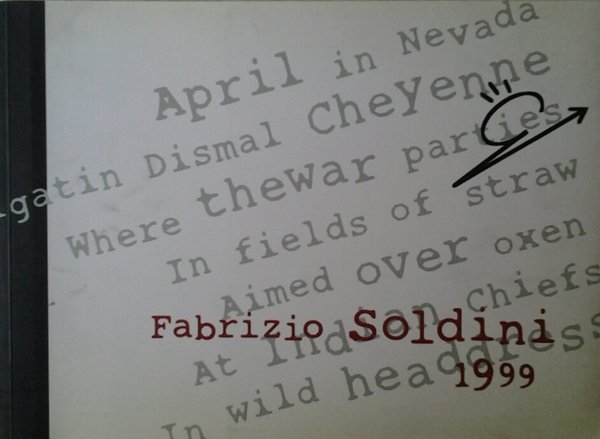 April in Nevada
gatin Dismal Cheyenne
Where thewar parties
In fields of straw
Aimed over oxen
At Indian Chiefs
In wild headdress
Fabrizio Soldini
1999